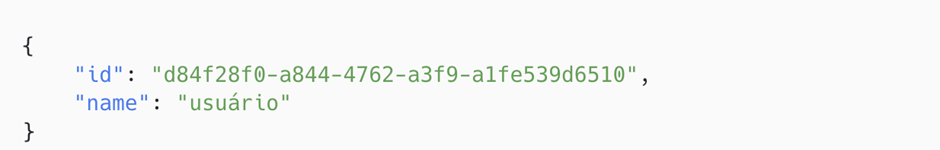 {
    "id": "d84f28f0-a844-4762-a3f9-a1fe539d6510",
    "name": "usuário"
}